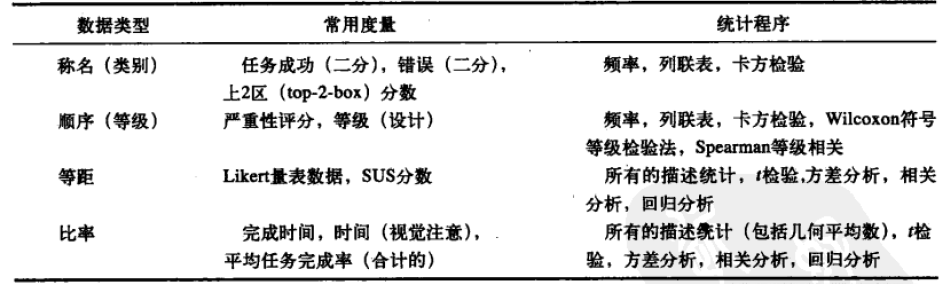 数据类型 常用度量 统计程序
称名（类别） 任务成功（二分），错误（二分）， 频率，列联表，卡方检验
上2区（top-2-box）分数
顺序（等级） 严重性评分，等级（设计） 频率，列联表，卡方检验，Wilcoxon符号
等级检验法，Spearman等级相关
等距 Likert量表数据，SUS分数 所有的描述统计，t检验,方差分析，相关
分析，回归分析
比率 完成时间，时间（视觉注意）， 所有的描述统计（包括几何平均数），t检
平均任务完成率（合计的） 验，方差分析，相关分析，回归分析